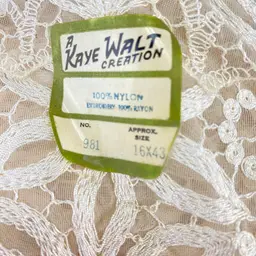 A
KAYE WALT
CREATION
100% NYLON
EMBROIDERY 100% RAYON
NO.
APPROX.
SIZE
981
16X43